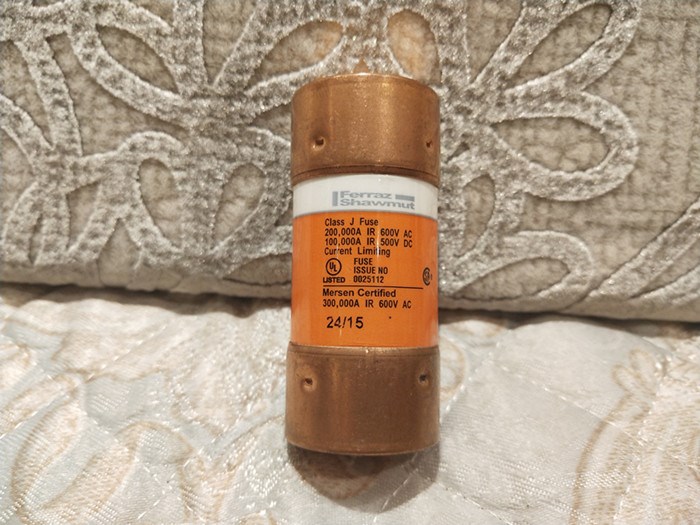 Ferraz
Shawmut
Class J Fuse
200,000A IR 600V AC
100,000A IR 500V DC
Current Limiting
UL
LISTED
FUSE
ISSUE NO
0025112
Mersen Certified
300,000A IR 600V AC
24/15